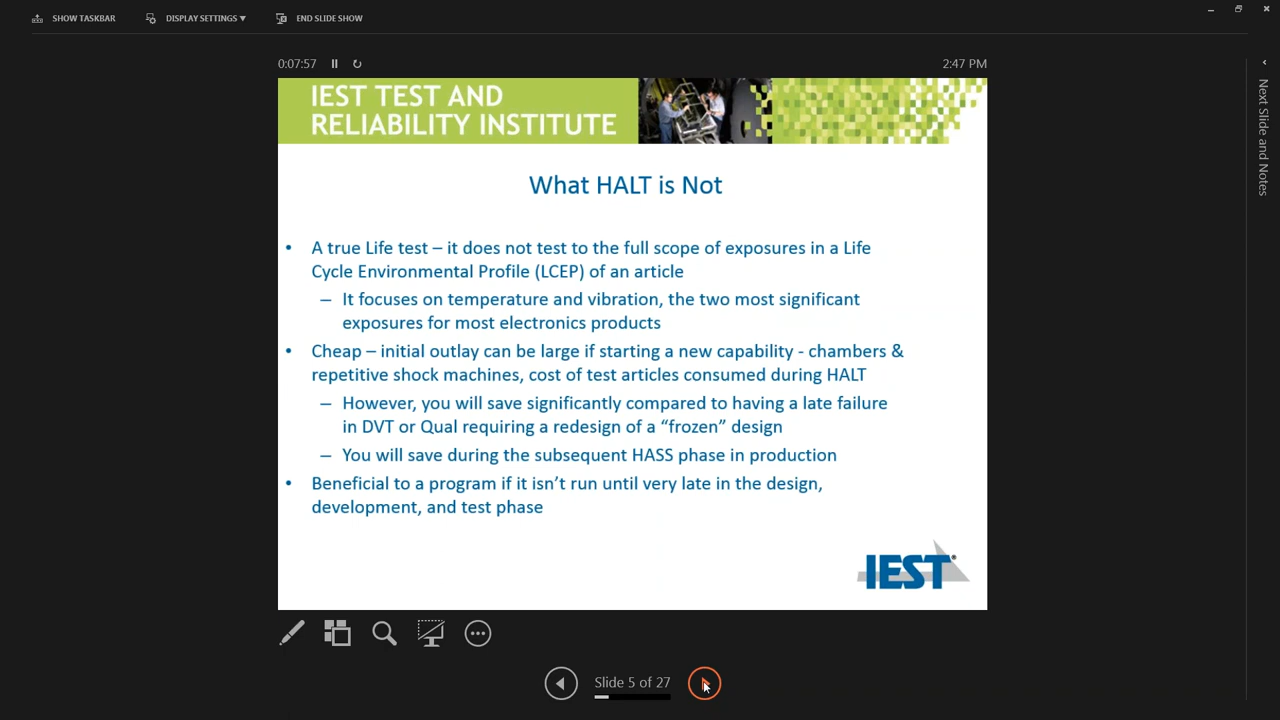 SHOW TASKBAR
DISPLAY SETTINGS ▼
END SLIDE SHOW
0:07:57
2:47 PM
IEST TEST AND
RELIABILITY INSTITUTE
What HALT is Not
• A true Life test – it does not test to the full scope of exposures in a Life
Cycle Environmental Profile (LCEP) of an article
– It focuses on temperature and vibration, the two most significant
exposures for most electronics products
• Cheap – initial outlay can be large if starting a new capability - chambers &
repetitive shock machines, cost of test articles consumed during HALT
– However, you will save significantly compared to having a late failure
in DVT or Qual requiring a redesign of a “frozen” design
– You will save during the subsequent HASS phase in production
• Beneficial to a program if it isn’t run until very late in the design,
development, and test phase
IEST®
Slide 5 of 27
Next Slide and Notes